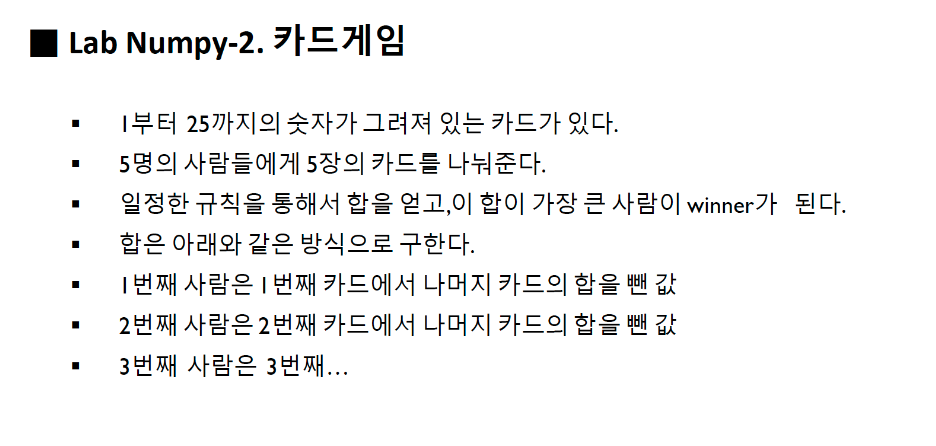 ■ Lab Numpy-2. 카드게임
▪ 1부터 25까지의 숫자가 그려져 있는 카드가 있다.
▪ 5명의 사람들에게 5장의 카드를 나눠준다.
▪ 일정한 규칙을 통해서 합을 얻고,이 합이 가장 큰 사람이 winner가 된다.
▪ 합은 아래와 같은 방식으로 구한다.
▪ 1번째 사람은 1번째 카드에서 나머지 카드의 합을 뺀 값
▪ 2번째 사람은 2번째 카드에서 나머지 카드의 합을 뺀 값
▪ 3번째 사람은 3번째…